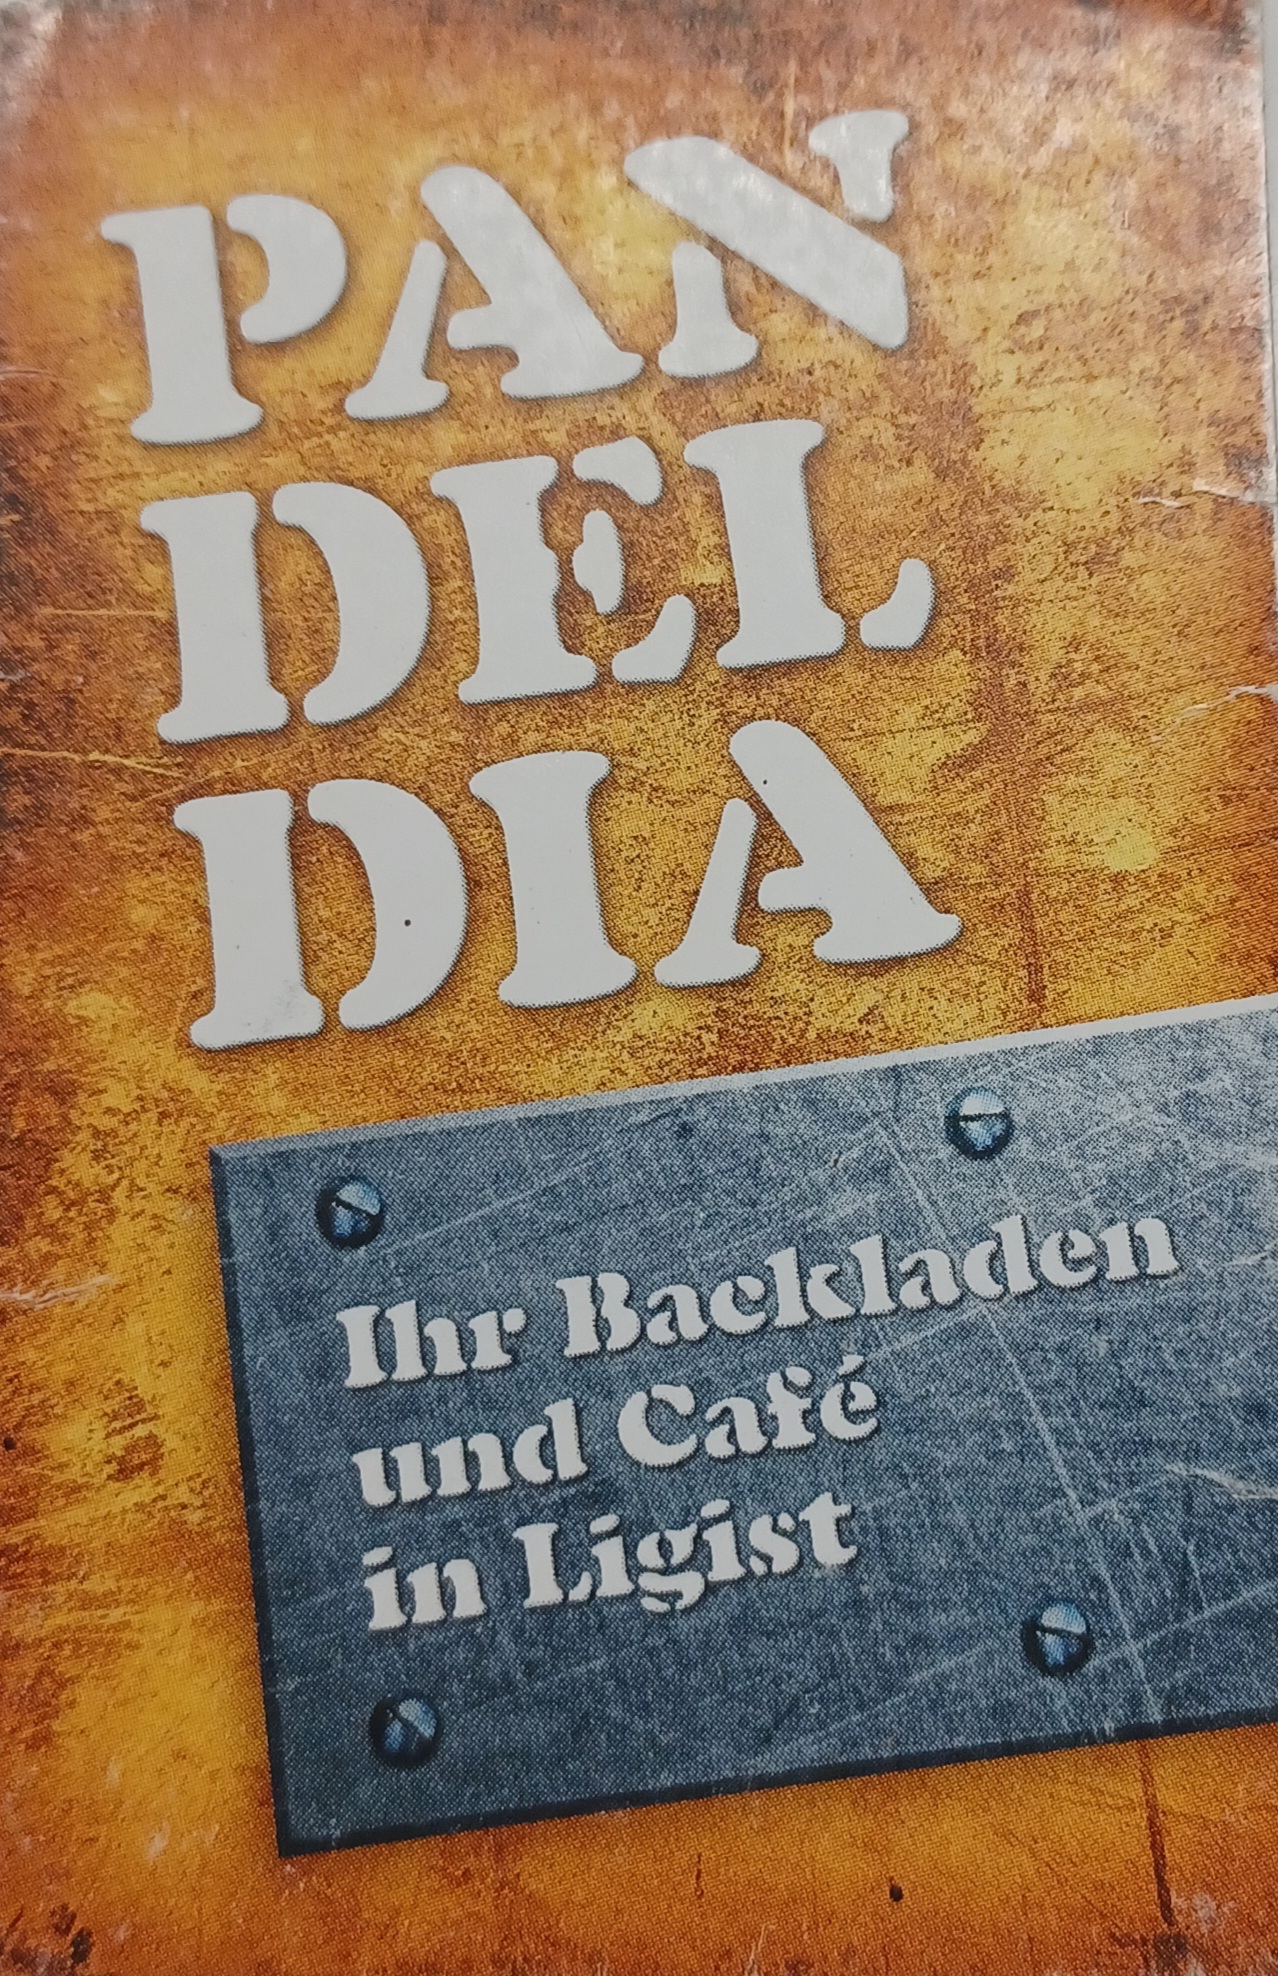 PAN
DEL
DIA
Ihr Backladen
und Café
in Ligist